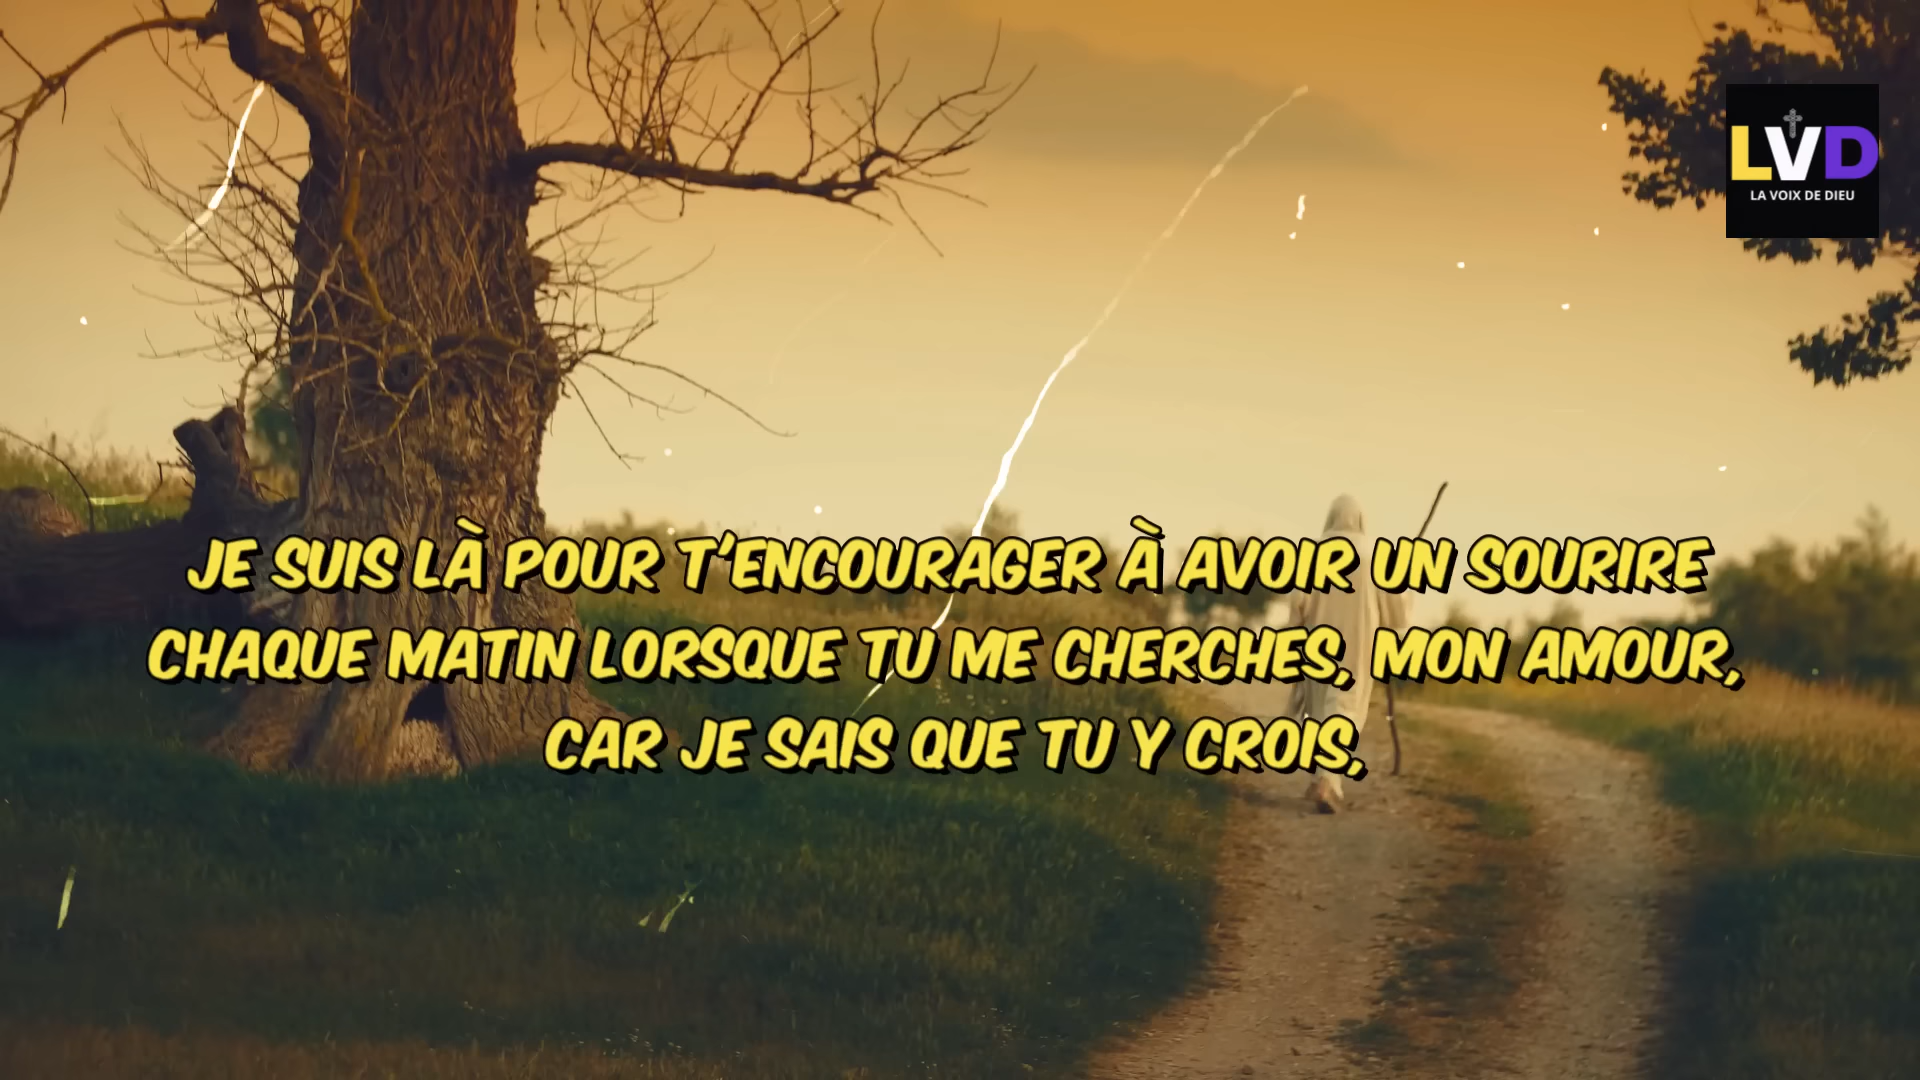 LVD
LA VOIX DE DIEU
JE SUIS LÀ POUR T'ENCOURAGER À AVOIR UN SOURIRE
CHAQUE MATIN LORSQUE TU ME CHERCHES, MON AMOUR,
CAR JE SAIS QUE TU Y CROIS,